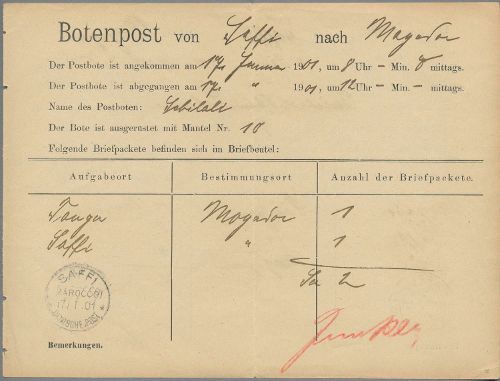 Botenpost von Saffi nach Mogador
Der Postbote ist angekommen am 17. Januar 1901, um 8 Uhr – Min. v mittags.
Der Postbote ist abgegangen am 17. " 1901, um 12 Uhr – Min. – mittags.
Name des Postboten:
Der Bote ist ausgerüstet mit Mantel Nr. 10
Folgende Briefpackete befinden sich im Briefbeutel:
Aufgabeort Bestimmungsort Anzahl der Briefpackete.
Tanger Mogador 1
Saffi " 1
Sa 2
SAFFI
MAROCCO
17 1 01
DEUTSCHE POST
Bemerkungen.